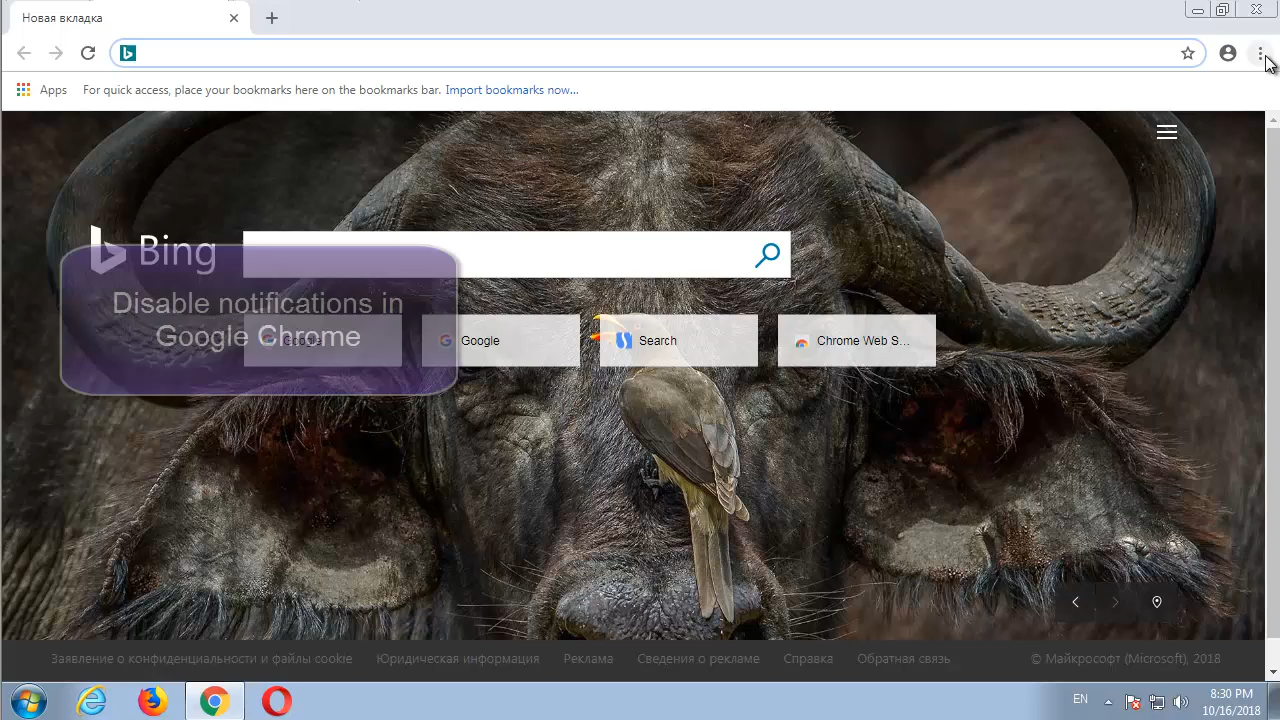 Новая вкладка
Apps For quick access, place your bookmarks here on the bookmarks bar. Import bookmarks now...
Bing
Disable notifications in
Google Chrome
Google
Google
Search
Chrome Web S...
Заявление о конфиденциальности и файлы cookie Юридическая информация Реклама Сведения о рекламе Справка Обратная связь © Майкрософт (Microsoft), 2018
EN
8:30 PM
10/16/2018